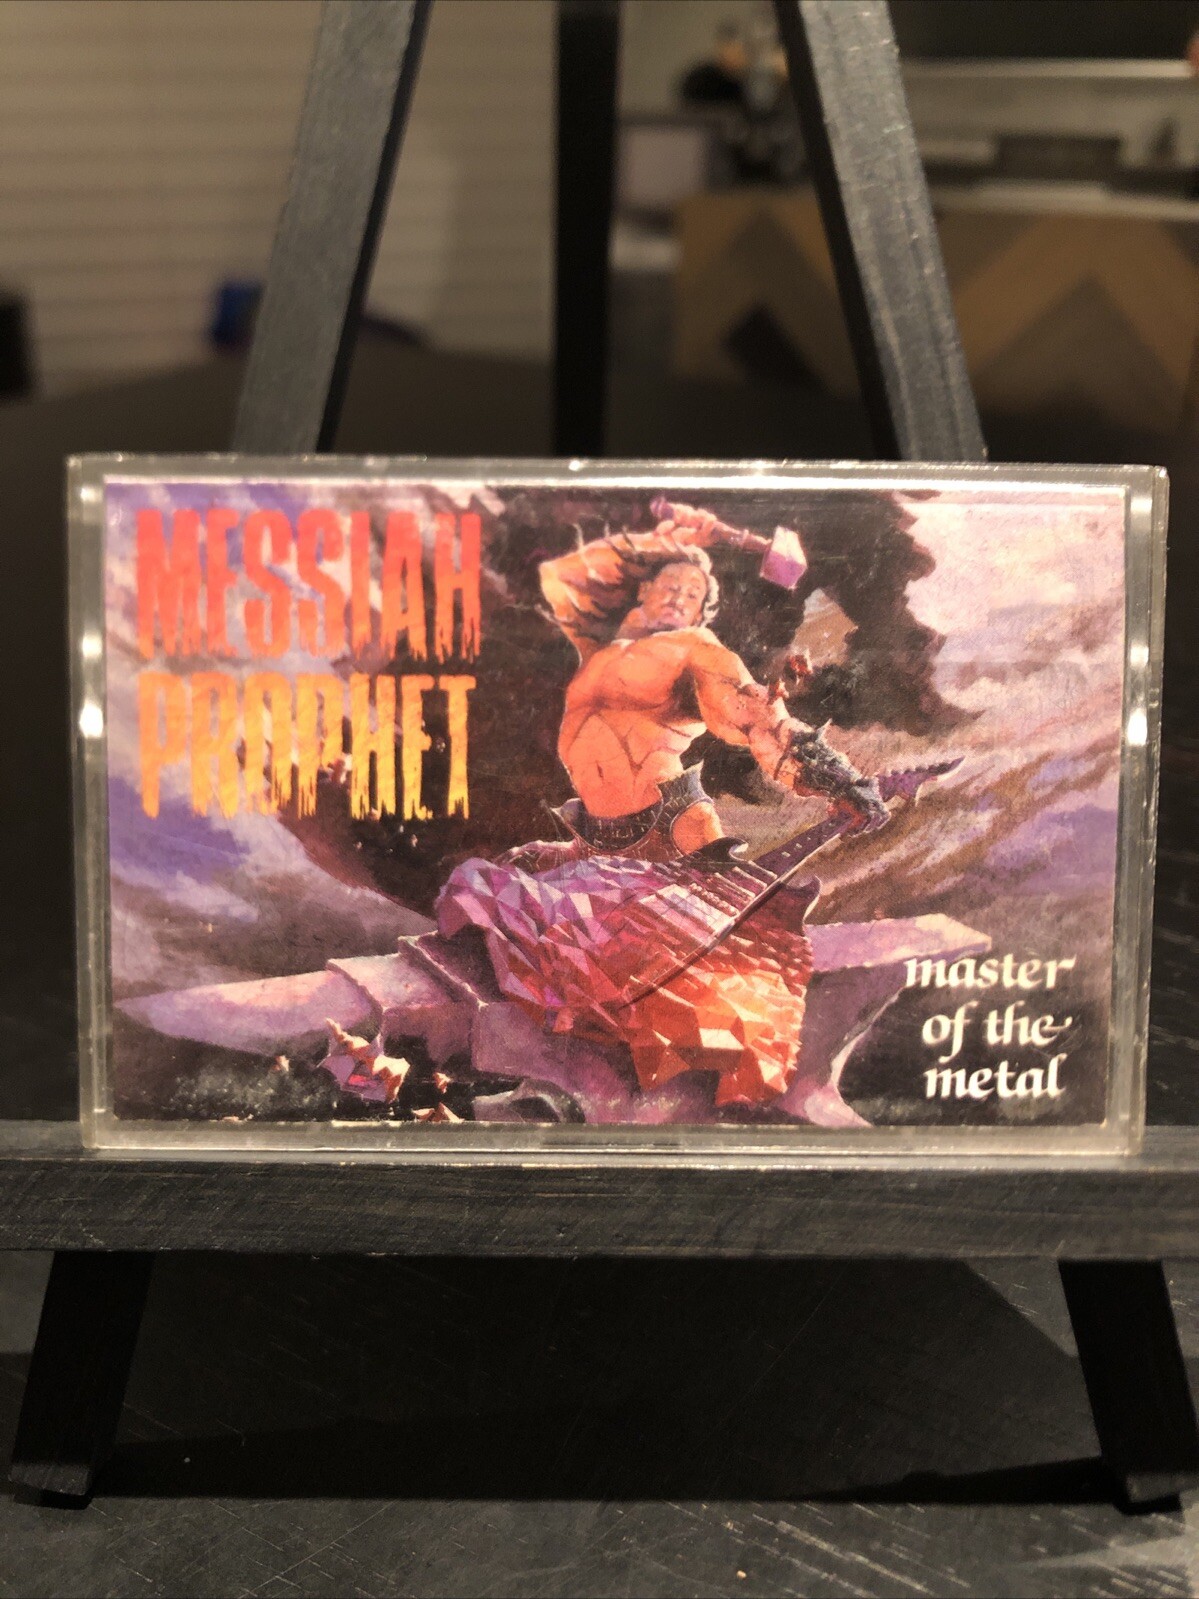 MESSIAH
PROPHET
master
of the
metal